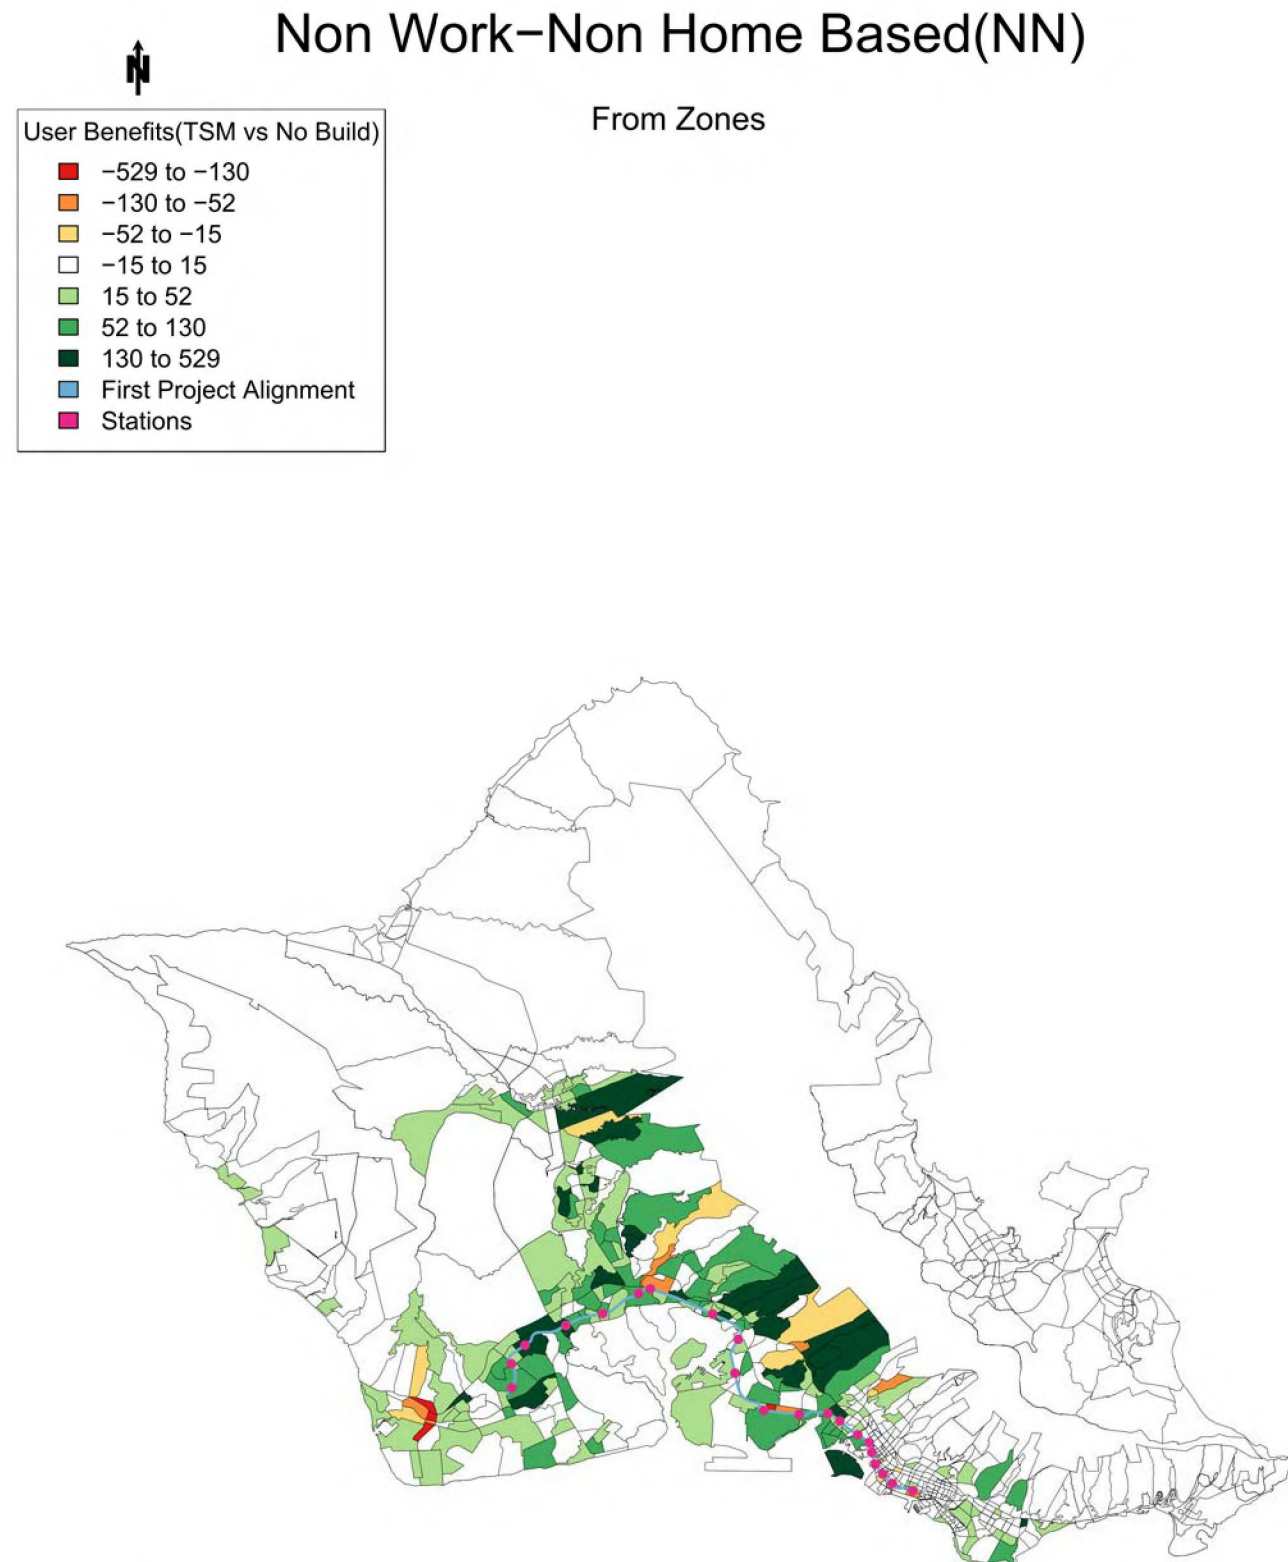 Non Work−Non Home Based(NN)
N
From Zones
User Benefits(TSM vs No Build)
−529 to −130
−130 to −52
−52 to −15
−15 to 15
15 to 52
52 to 130
130 to 529
First Project Alignment
Stations